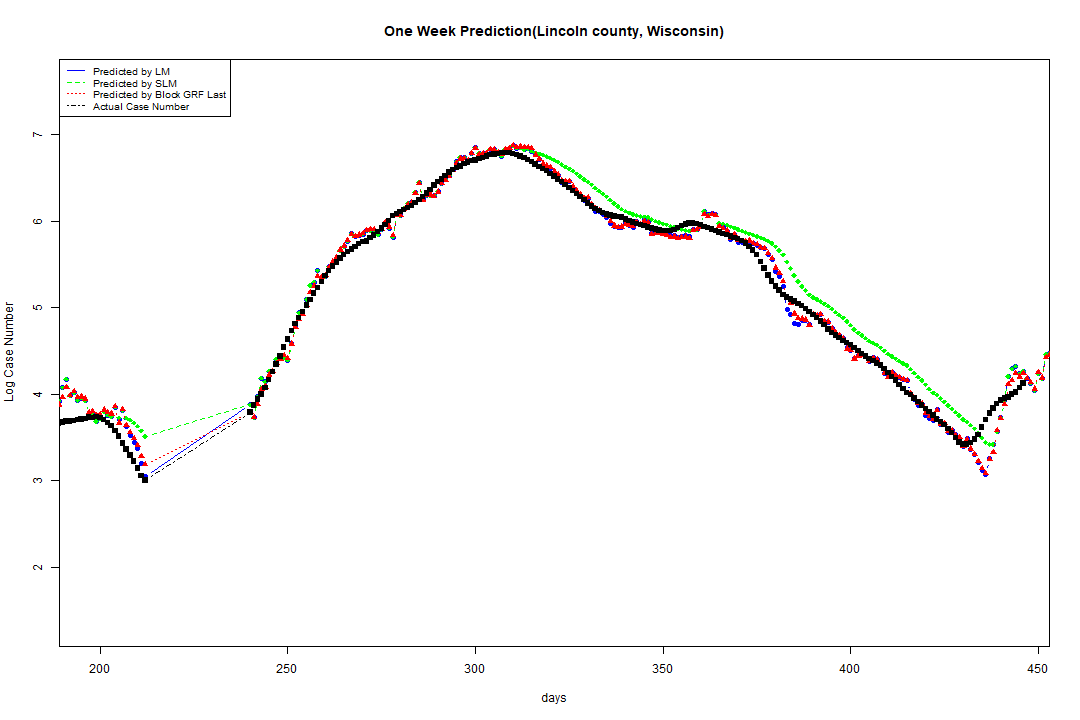 One Week Prediction(Lincoln county, Wisconsin)
Predicted by LM
Predicted by SLM
Predicted by Block GRF Last
Actual Case Number
7
6
5
4
3
2
Log Case Number
200 250 300 350 400 450
days